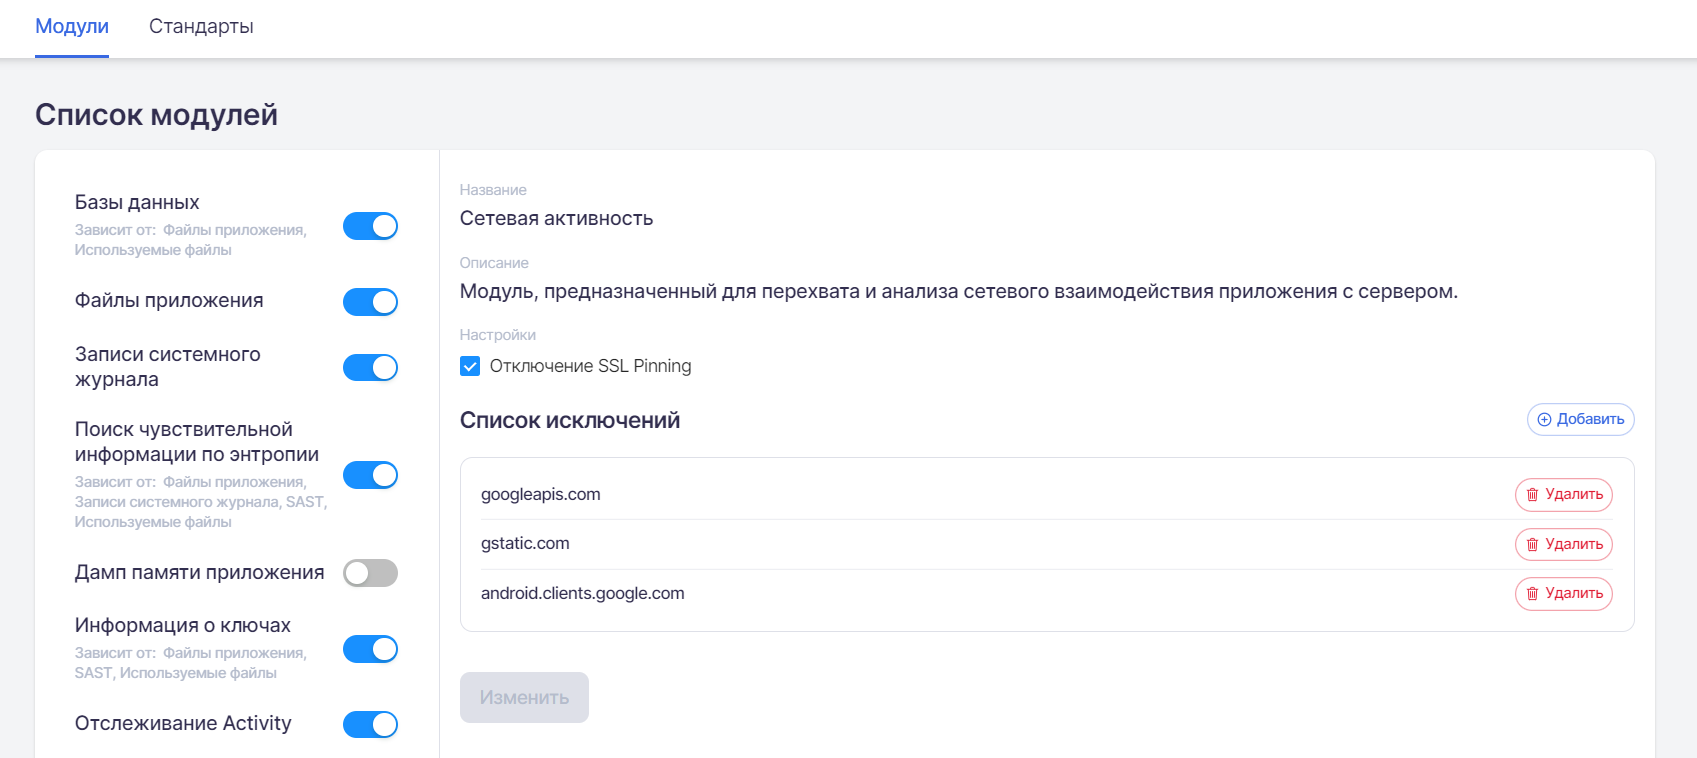 Модули
Стандарты
Список модулей
Базы данных
Зависит от: Файлы приложения,
Используемые файлы
Файлы приложения
Записи системного
журнала
Поиск чувствительной
информации по энтропии
Зависит от: Файлы приложения,
Записи системного журнала, SAST,
Используемые файлы
Дамп памяти приложения
Информация о ключах
Зависит от: Файлы приложения,
SAST, Используемые файлы
Отслеживание Activity
Название
Сетевая активность
Описание
Модуль, предназначенный для перехвата и анализа сетевого взаимодействия приложения с сервером.
Настройки
Отключение SSL Pinning
Список исключений
Добавить
googleapis.com
Удалить
gstatic.com
Удалить
android.clients.google.com
Удалить
Изменить